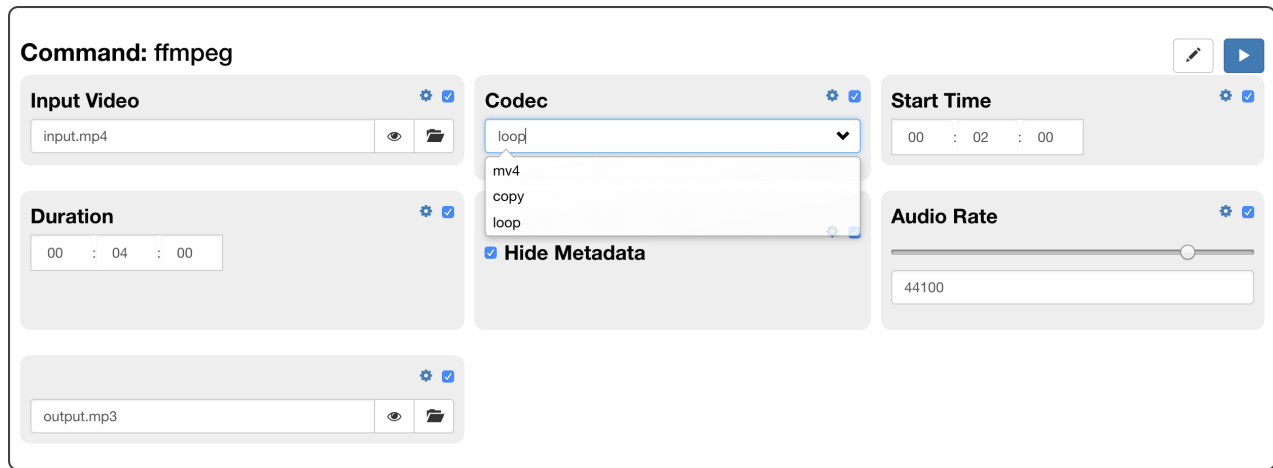 Command: ffmpeg
Input Video
input.mp4
Codec
loop
mv4
copy
loop
Start Time
00 : 02 : 00
Duration
00 : 04 : 00
Hide Metadata
Audio Rate
44100
output.mp3